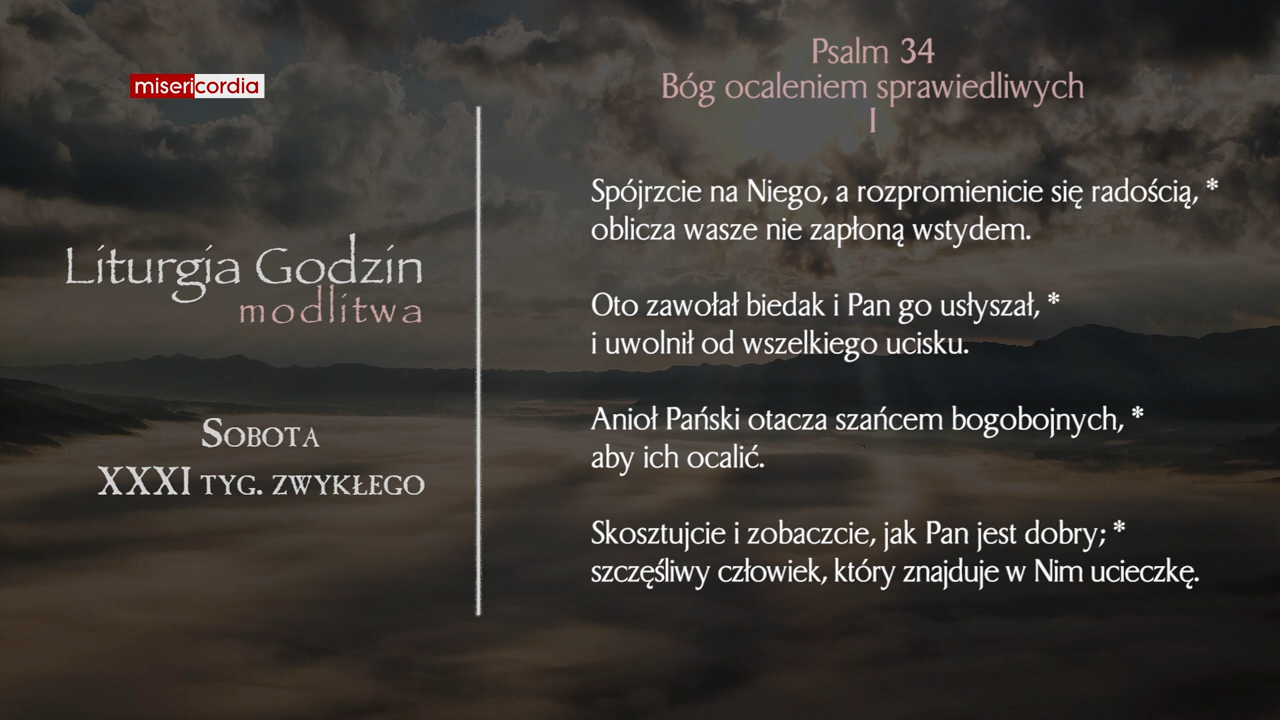 misericordia
Liturgia Godzin
modlitwa
Sobota
XXXI tyg. zwykłego
Psalm 34
Bóg ocaleniem sprawiedliwych
I
Spójrzcie na Niego, a rozpromienicie się radością, *
oblicza wasze nie zapłoną wstydem.
Oto zawołał biedak i Pan go usłyszał, *
i uwolnił od wszelkiego ucisku.
Anioł Pański otacza szańcem bogobojnych, *
aby ich ocalić.
Skosztujcie i zobaczcie, jak Pan jest dobry; *
szczęśliwy człowiek, który znajduje w Nim ucieczkę.